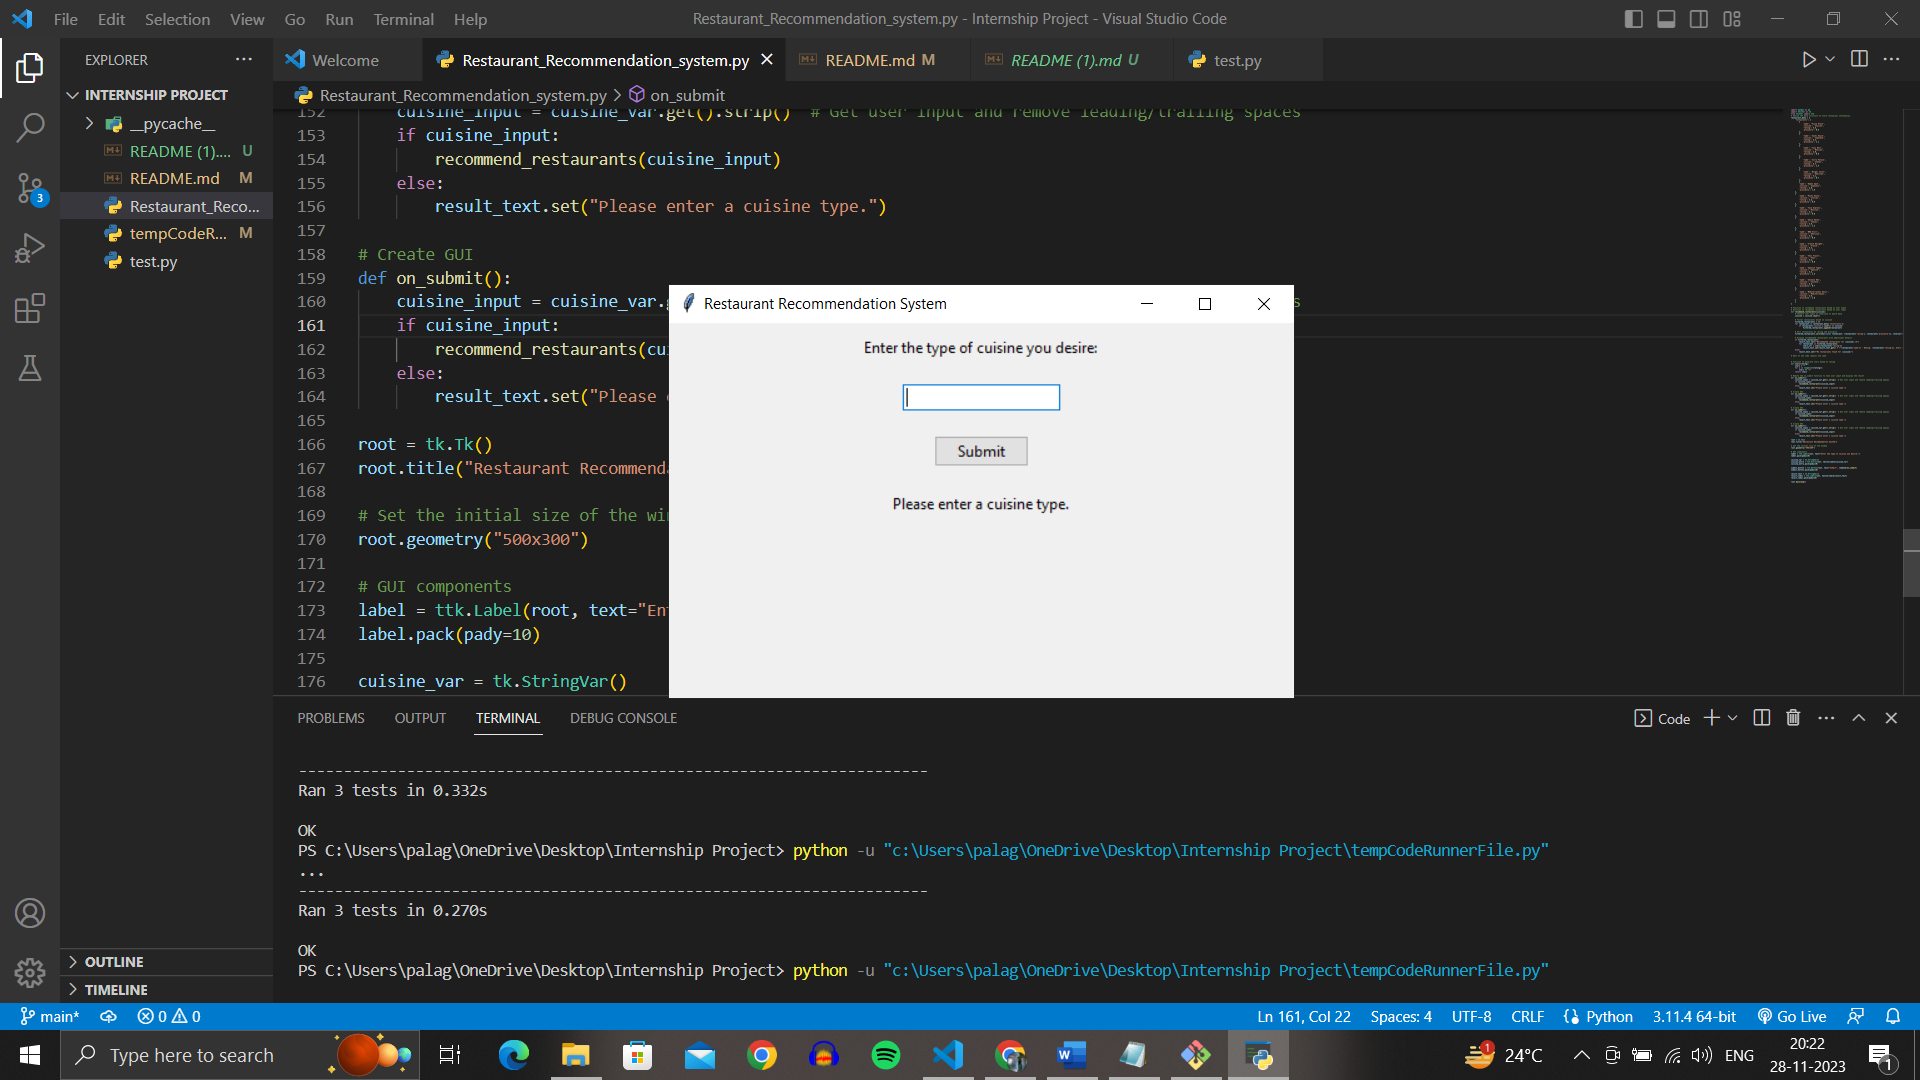 File Edit Selection View Go Run Terminal Help
Restaurant_Recommendation_system.py - Internship Project - Visual Studio Code
EXPLORER
INTERNSHIP PROJECT
__pycache__
README (1).... U
README.md M
Restaurant_Reco...
tempCodeR... M
test.py
OUTLINE
TIMELINE
3
Welcome Restaurant_Recommendation_system.py README.md M README (1).md U test.py
Restaurant_Recommendation_system.py > on_submit
152 cuisine_input = cuisine_var.get().strip() # Get user input and remove leading/trailing spaces
153 if cuisine_input:
154 recommend_restaurants(cuisine_input)
155 else:
156 result_text.set("Please enter a cuisine type.")
157
158 # Create GUI
159 def on_submit():
160 cuisine_input = cuisine_var.
161 if cuisine_input:
162 recommend_restaurants(cu
163 else:
164 result_text.set("Please
165
166 root = tk.Tk()
167 root.title("Restaurant Recommend
168
169 # Set the initial size of the wi
170 root.geometry("500x300")
171
172 # GUI components
173 label = ttk.Label(root, text="En
174 label.pack(pady=10)
175
176 cuisine_var = tk.StringVar()
Restaurant Recommendation System
Enter the type of cuisine you desire:
Submit
Please enter a cuisine type.
PROBLEMS OUTPUT TERMINAL DEBUG CONSOLE
Code
----------------------------------------------------------------------
Ran 3 tests in 0.332s
OK
PS C:\Users\palag\OneDrive\Desktop\Internship Project> python -u "c:\Users\palag\OneDrive\Desktop\Internship Project\tempCodeRunnerFile.py"
...
----------------------------------------------------------------------
Ran 3 tests in 0.270s
OK
PS C:\Users\palag\OneDrive\Desktop\Internship Project> python -u "c:\Users\palag\OneDrive\Desktop\Internship Project\tempCodeRunnerFile.py"
main* 0 0
Ln 161, Col 22 Spaces: 4 UTF-8 CRLF Python 3.11.4 64-bit Go Live
Type here to search
1 24°C ENG
20:22
28-11-2023
1